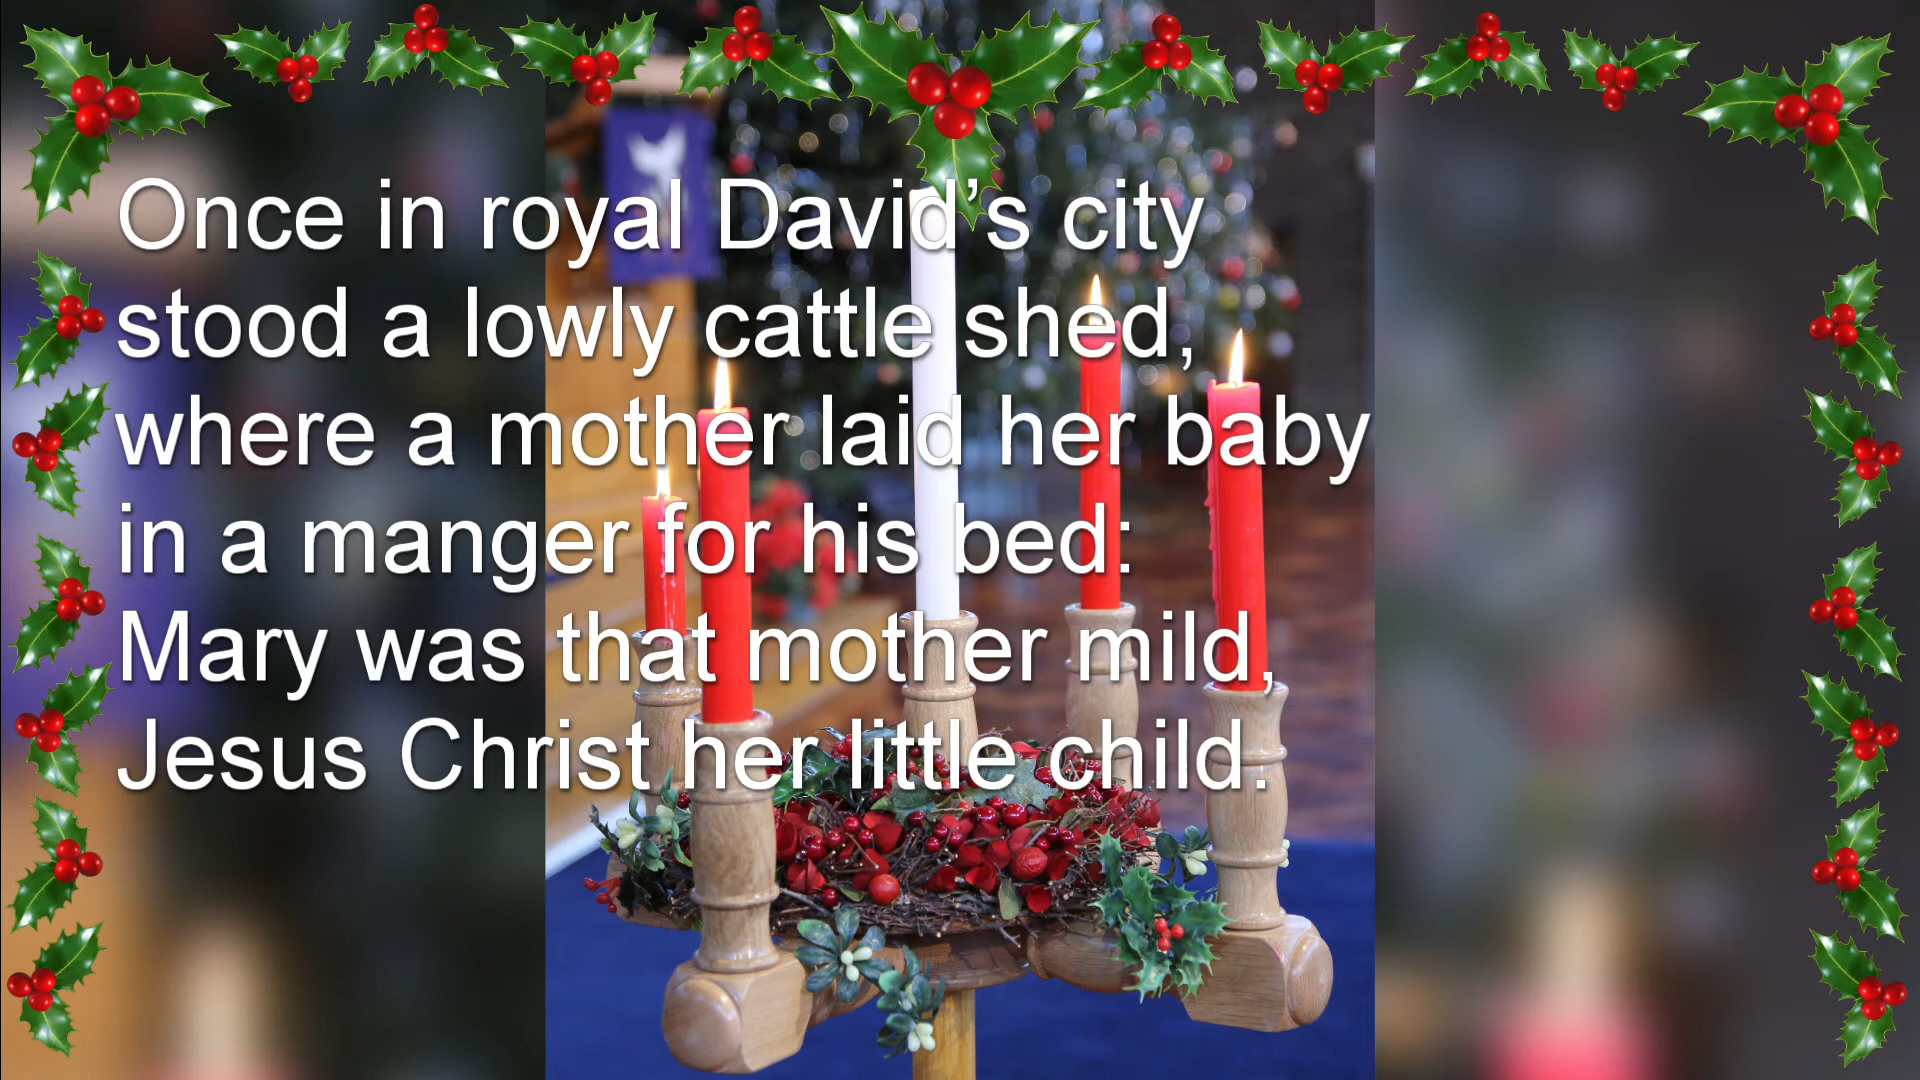 Once in royal David’s city
stood a lowly cattle shed,
where a mother laid her baby
in a manger for his bed:
Mary was that mother mild,
Jesus Christ her little child.